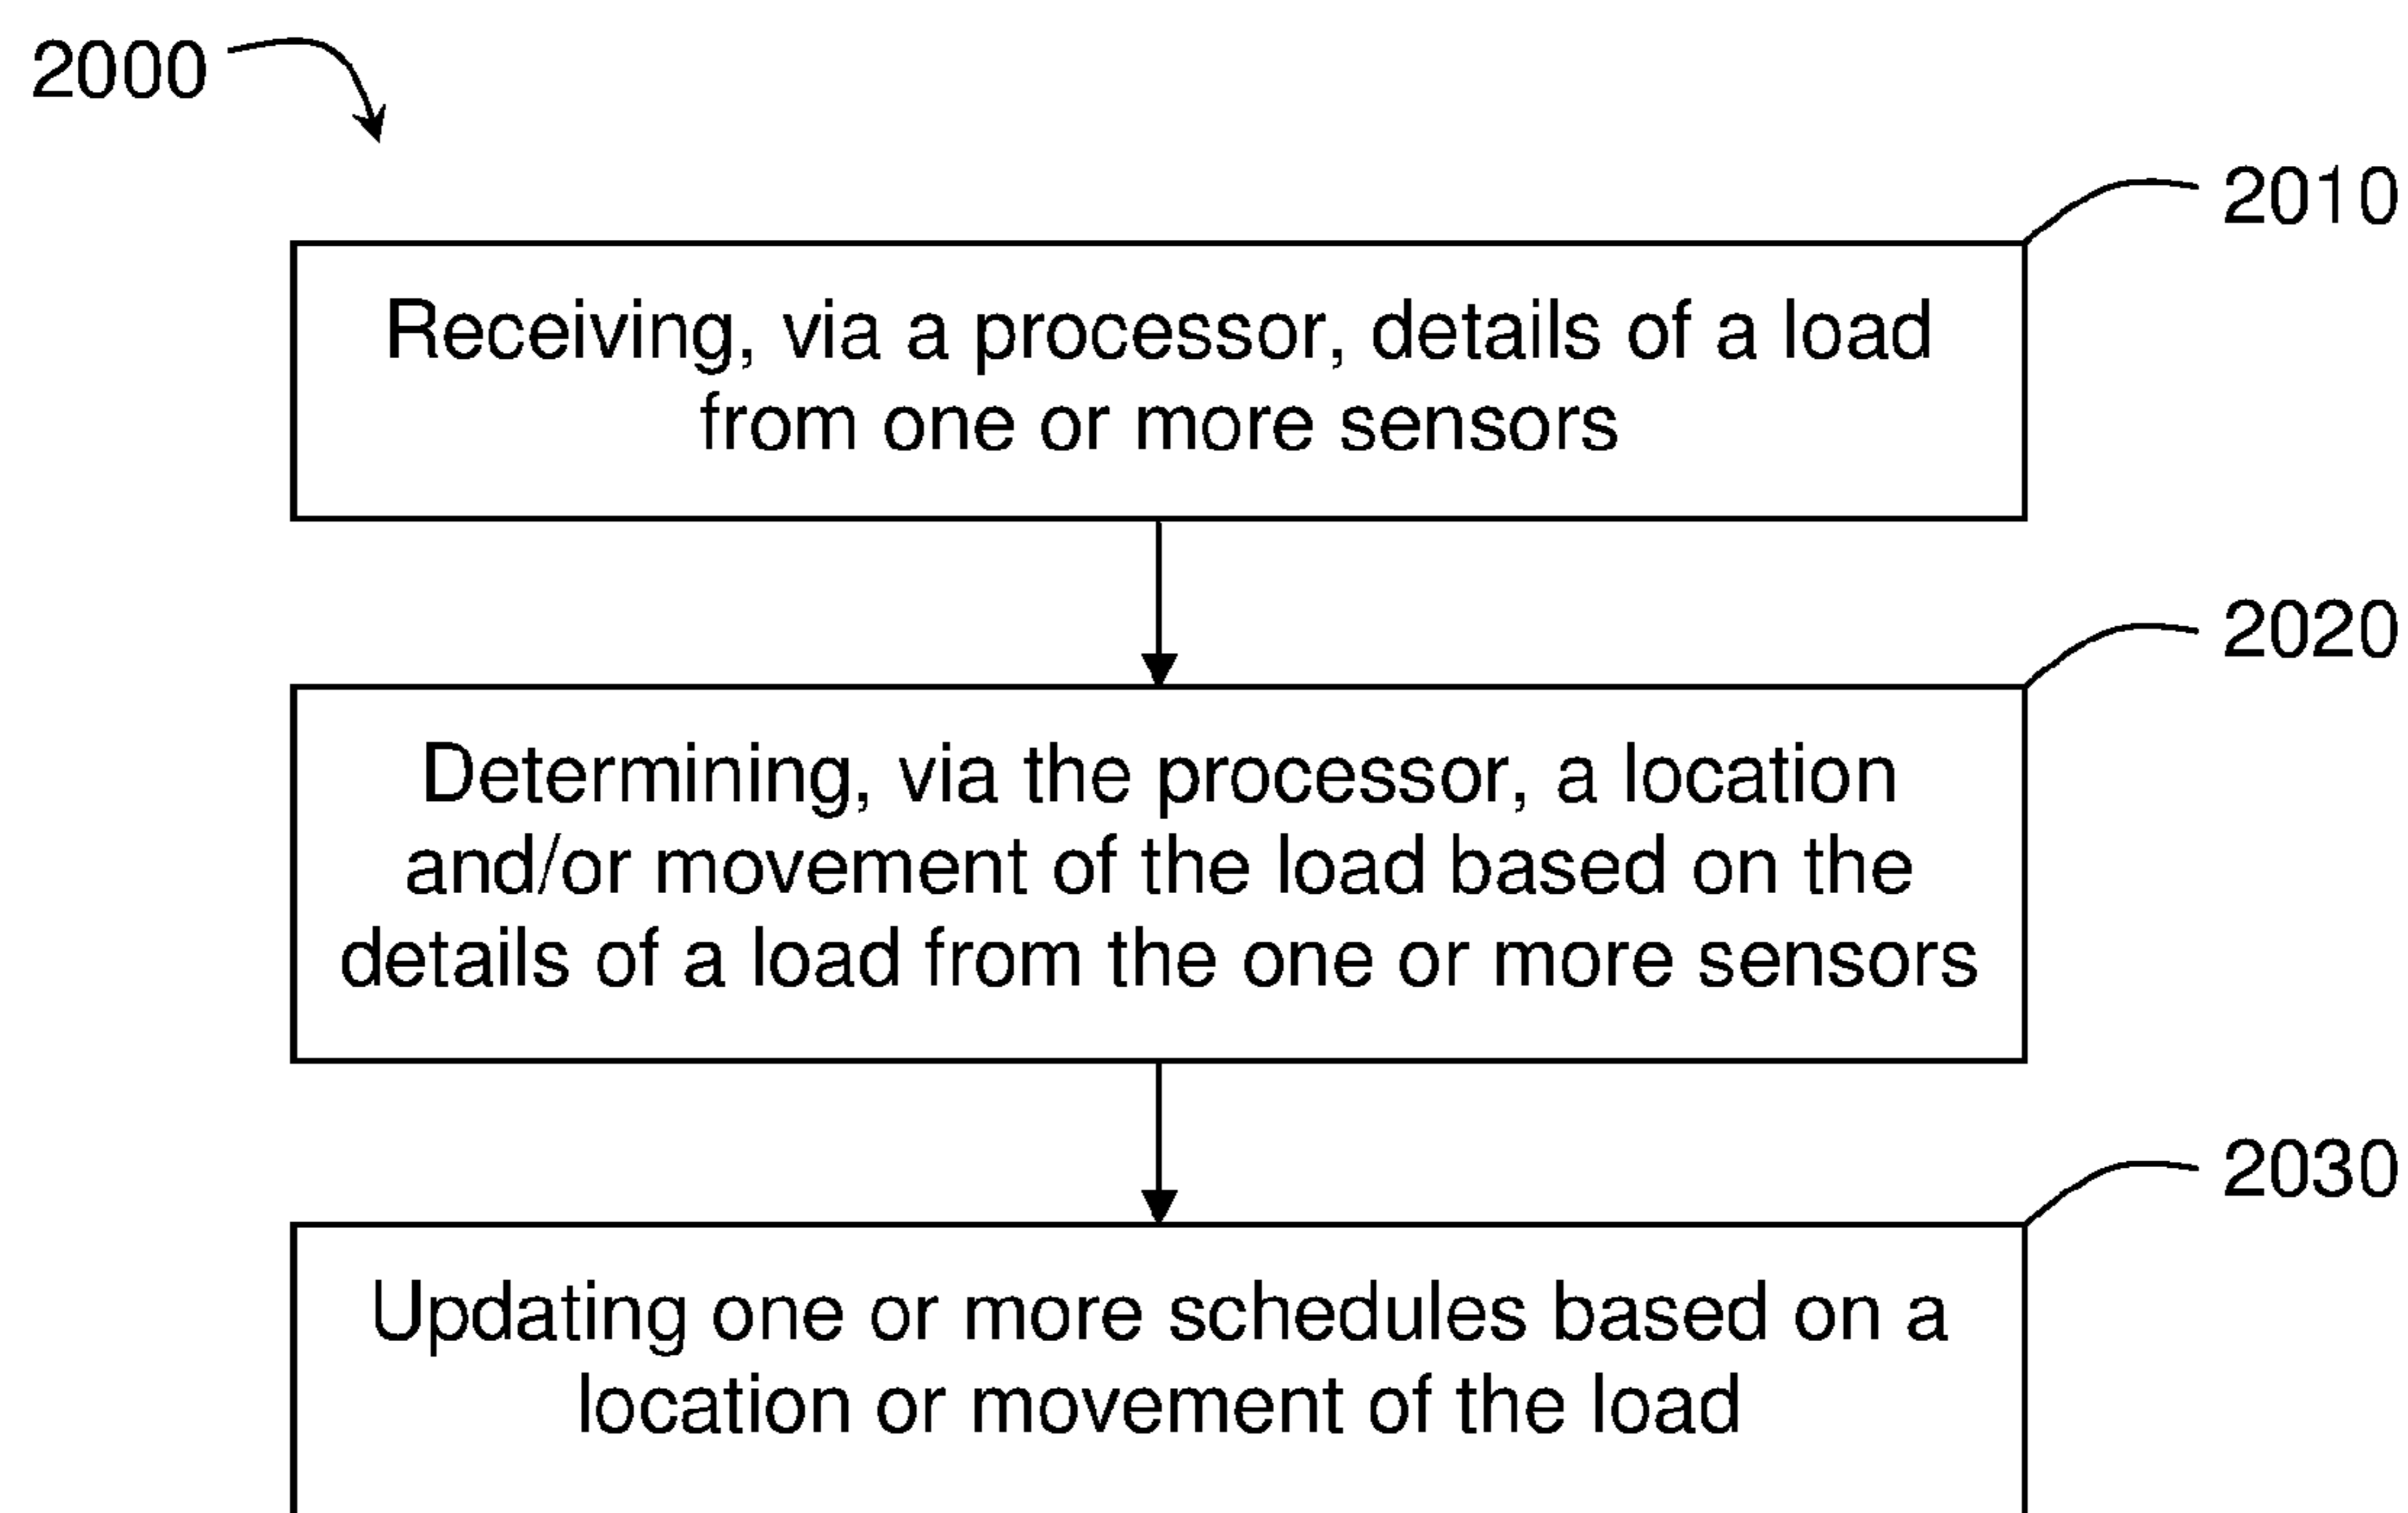 2000
2010
Receiving, via a processor, details of a load
from one or more sensors
2020
Determining, via the processor, a location
and/or movement of the load based on the
details of a load from the one or more sensors
2030
Updating one or more schedules based on a
location or movement of the load